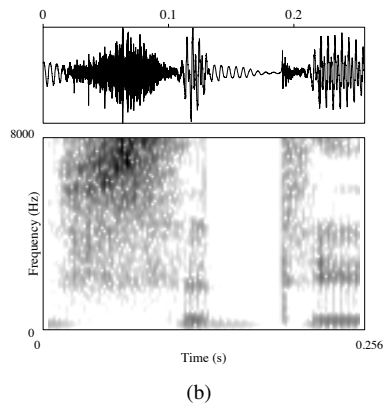 0 0.1 0.2
8000
Frequency (Hz)
0
0 0.256
Time (s)
(b)